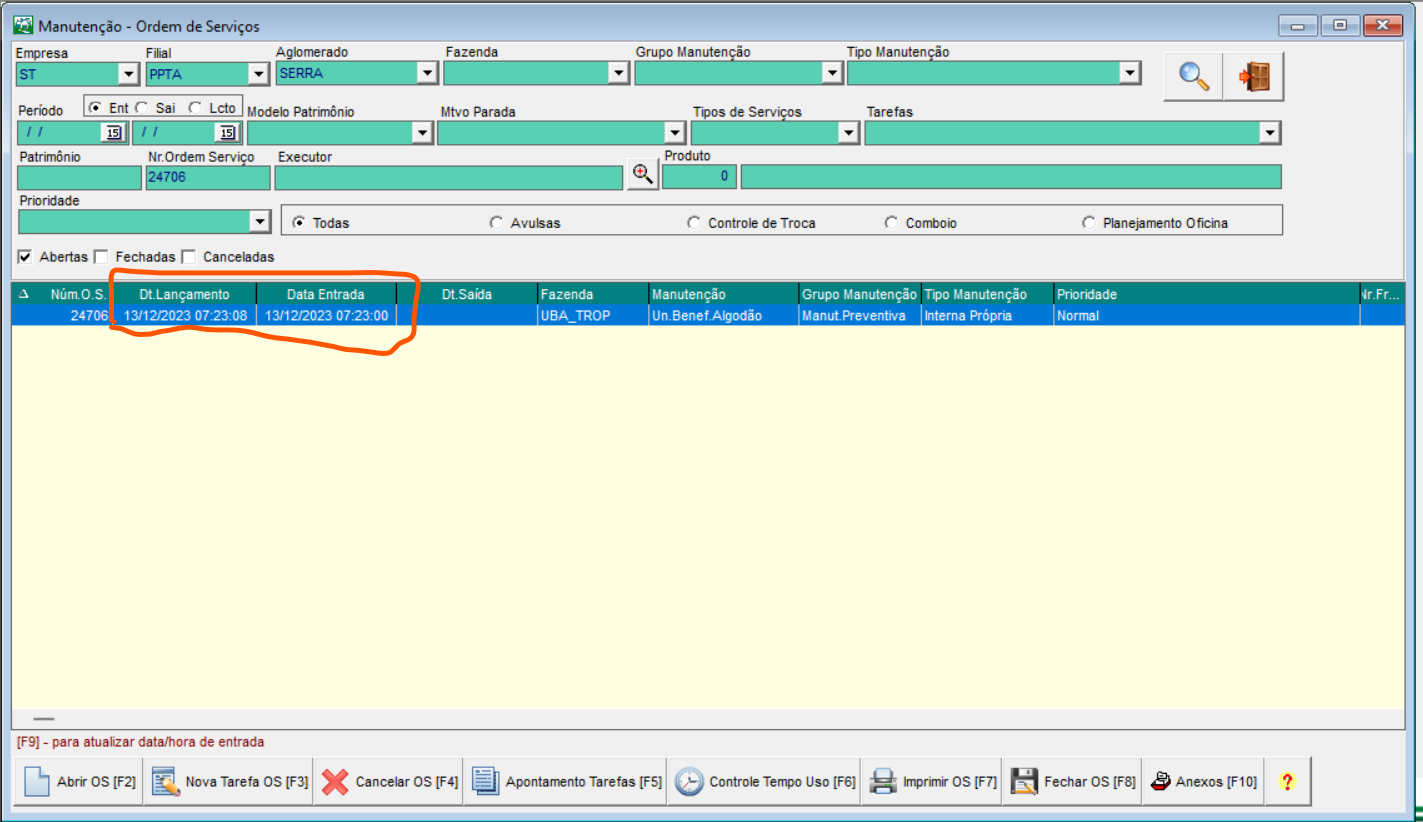 Manutenção - Ordem de Serviços
Empresa Filial Aglomerado Fazenda Grupo Manutenção Tipo Manutenção
ST PPTA SERRA
Período Ent Sai Lcto Modelo Patrimônio Mtvo Parada Tipos de Serviços Tarefas
/ / 15 / / 15
Patrimônio Nr.Ordem Serviço Executor Produto
24706 0
Prioridade
Todas Avulsas Controle de Troca Comboio Planejamento Oficina
Abertas Fechadas Canceladas
Núm.O.S. Dt.Lançamento Data Entrada Dt.Saída Fazenda Manutenção Grupo Manutenção Tipo Manutenção Prioridade Nr.Fr...
24706 13/12/2023 07:23:08 13/12/2023 07:23:00 UBA_TROP Un.Benef.Algodão Manut.Preventiva Interna Própria Normal
[F9] - para atualizar data/hora de entrada
Abrir OS [F2] Nova Tarefa OS [F3] Cancelar OS [F4] Apontamento Tarefas [F5] Controle Tempo Uso [F6] Imprimir OS [F7] Fechar OS [F8] Anexos [F10] ?